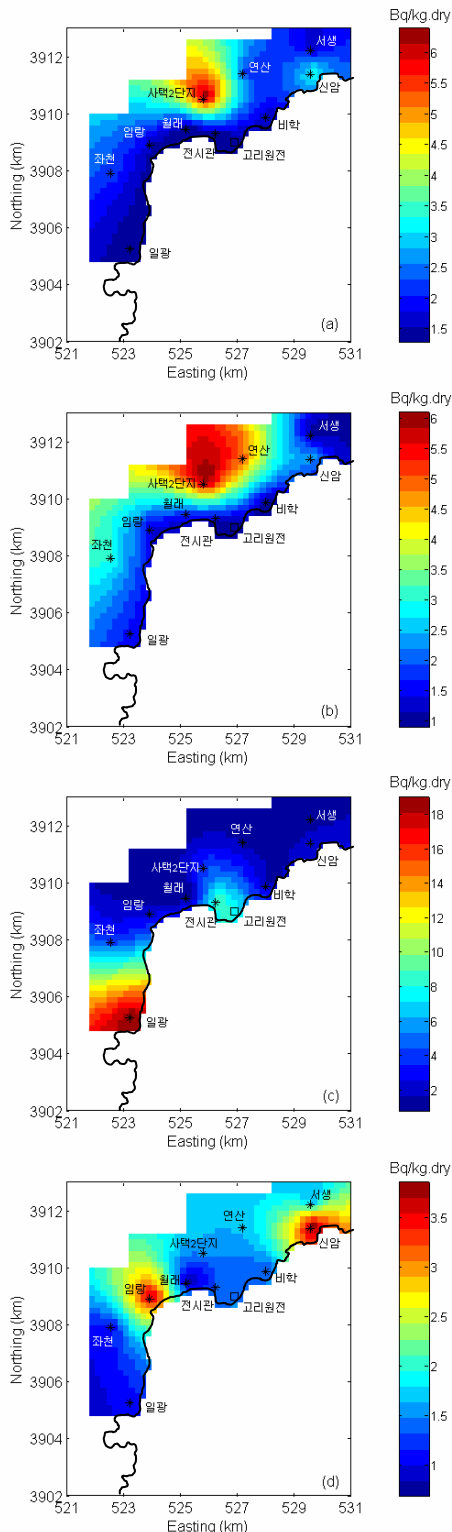 Bq/kg.dry
3912
3910
3908
3906
3904
3902
Northing (km)
서생
연산
신암
사택2단지
월래
비학
임랑
전시관
고리원전
좌천
일광
(a)
521
523
525
527
529
531
Easting (km)
6
5.5
5
4.5
4
3.5
3
2.5
2
1.5
Bq/kg.dry
3912
3910
3908
3906
3904
3902
Northing (km)
서생
연산
신암
사택2단지
월래
비학
임랑
전시관
고리원전
좌천
일광
(b)
521
523
525
527
529
531
Easting (km)
6
5.5
5
4.5
4
3.5
3
2.5
2
1.5
1
Bq/kg.dry
3912
3910
3908
3906
3904
3902
Northing (km)
서생
연산
신암
사택2단지
월래
비학
임랑
전시관
고리원전
좌천
일광
(c)
521
523
525
527
529
531
Easting (km)
18
16
14
12
10
8
6
4
2
Bq/kg.dry
3912
3910
3908
3906
3904
3902
Northing (km)
서생
연산
신암
사택2단지
월래
비학
임랑
전시관
고리원전
좌천
일광
(d)
521
523
525
527
529
531
Easting (km)
3.5
3
2.5
2
1.5
1